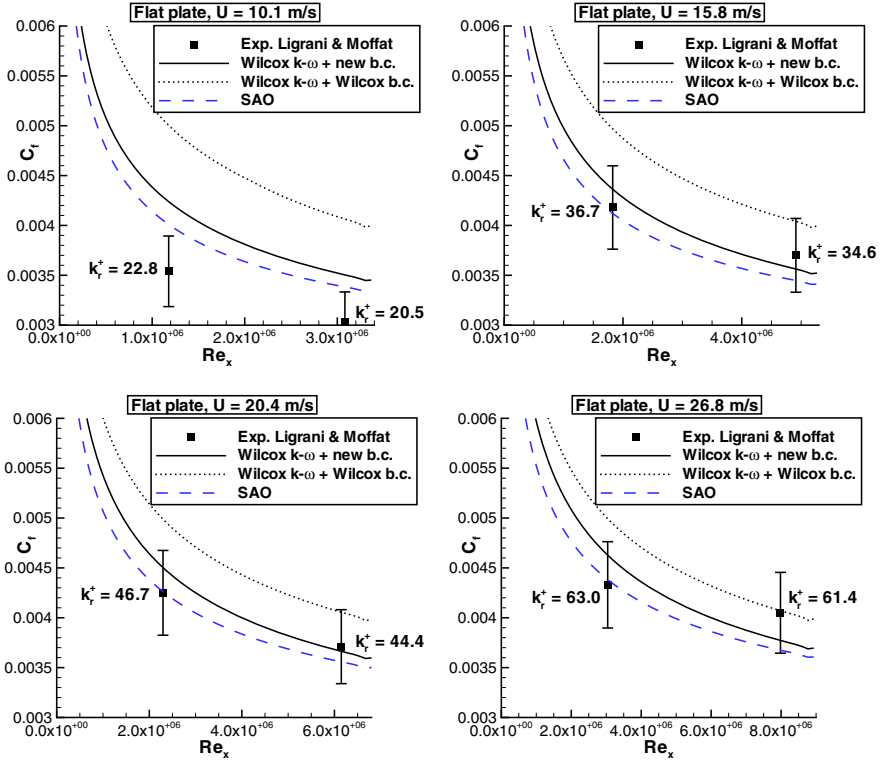 Flat plate, U = 10.1 m/s
Exp. Ligrani & Moffat
Wilcox k-ω + new b.c.
Wilcox k-ω + Wilcox b.c.
SAO
0.006
0.0055
0.005
0.0045
0.004
0.0035
0.003
C_f
k_r^+ = 22.8
k_r^+ = 20.5
0.0x10^+00 1.0x10^+06 2.0x10^+06 3.0x10^+06
Re_x
Flat plate, U = 15.8 m/s
Exp. Ligrani & Moffat
Wilcox k-ω + new b.c.
Wilcox k-ω + Wilcox b.c.
SAO
0.006
0.0055
0.005
0.0045
0.004
0.0035
0.003
C_f
k_r^+ = 36.7
k_r^+ = 34.6
0.0x10^+00 2.0x10^+06 4.0x10^+06
Re_x
Flat plate, U = 20.4 m/s
Exp. Ligrani & Moffat
Wilcox k-ω + new b.c.
Wilcox k-ω + Wilcox b.c.
SAO
0.006
0.0055
0.005
0.0045
0.004
0.0035
0.003
C_f
k_r^+ = 46.7
k_r^+ = 44.4
0.0x10^+00 2.0x10^+06 4.0x10^+06 6.0x10^+06
Re_x
Flat plate, U = 26.8 m/s
Exp. Ligrani & Moffat
Wilcox k-ω + new b.c.
Wilcox k-ω + Wilcox b.c.
SAO
0.006
0.0055
0.005
0.0045
0.004
0.0035
0.003
C_f
k_r^+ = 63.0
k_r^+ = 61.4
0.0x10^+00 2.0x10^+06 4.0x10^+06 6.0x10^+06 8.0x10^+06
Re_x